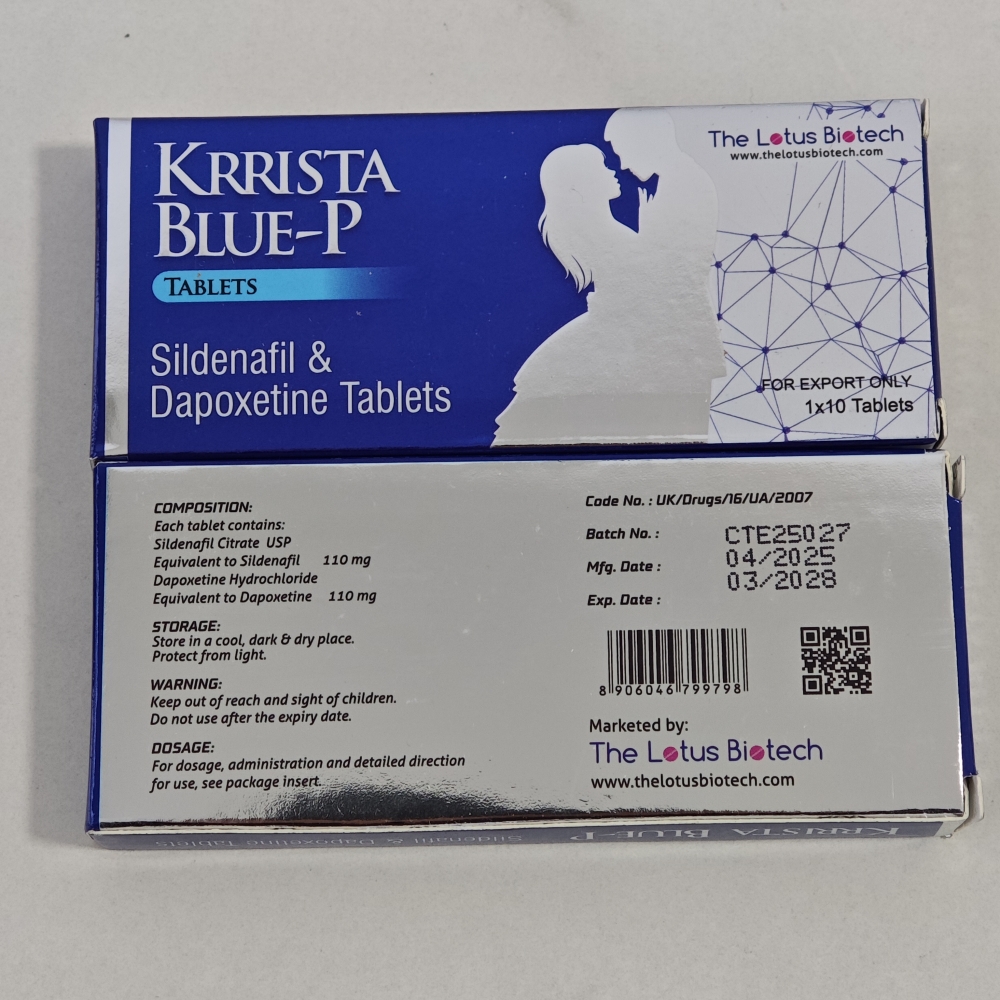 KRRISTA
BLUE-P
TABLETS
Sildenafil &
Dapoxetine Tablets
The Lotus Biotech
www.thelotusbiotech.com
FOR EXPORT ONLY
1x10 Tablets
COMPOSITION:
Each tablet contains:
Sildenafil Citrate USP
Equivalent to Sildenafil 110 mg
Dapoxetine Hydrochloride
Equivalent to Dapoxetine 110 mg
STORAGE:
Store in a cool, dark & dry place.
Protect from light.
WARNING:
Keep out of reach and sight of children.
Do not use after the expiry date.
DOSAGE:
For dosage, administration and detailed direction
for use, see package insert.
Code No. : UK/Drugs/16/UA/2007
Batch No. : CTE25027
Mfg. Date : 04/2025
Exp. Date : 03/2028
8 906046 799798
Marketed by:
The Lotus Biotech
www.thelotusbiotech.com
KRRISTA BLUE-P
Sildenafil & Dapoxetine Tablets